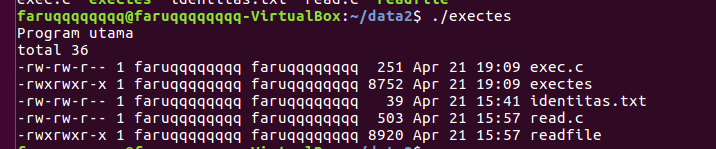 exec.c exectes identitas.txt read.c readfile
faruqqqqqqqq@faruqqqqqqqq-VirtualBox:~/data2$ ./exectes
Program utama
total 36
-rw-rw-r-- 1 faruqqqqqqqq faruqqqqqqqq  251 Apr 21 19:09 exec.c
-rwxrwxr-x 1 faruqqqqqqqq faruqqqqqqqq 8752 Apr 21 19:09 exectes
-rw-rw-r-- 1 faruqqqqqqqq faruqqqqqqqq   39 Apr 21 15:41 identitas.txt
-rw-rw-r-- 1 faruqqqqqqqq faruqqqqqqqq  503 Apr 21 15:57 read.c
-rwxrwxr-x 1 faruqqqqqqqq faruqqqqqqqq 8920 Apr 21 15:57 readfile